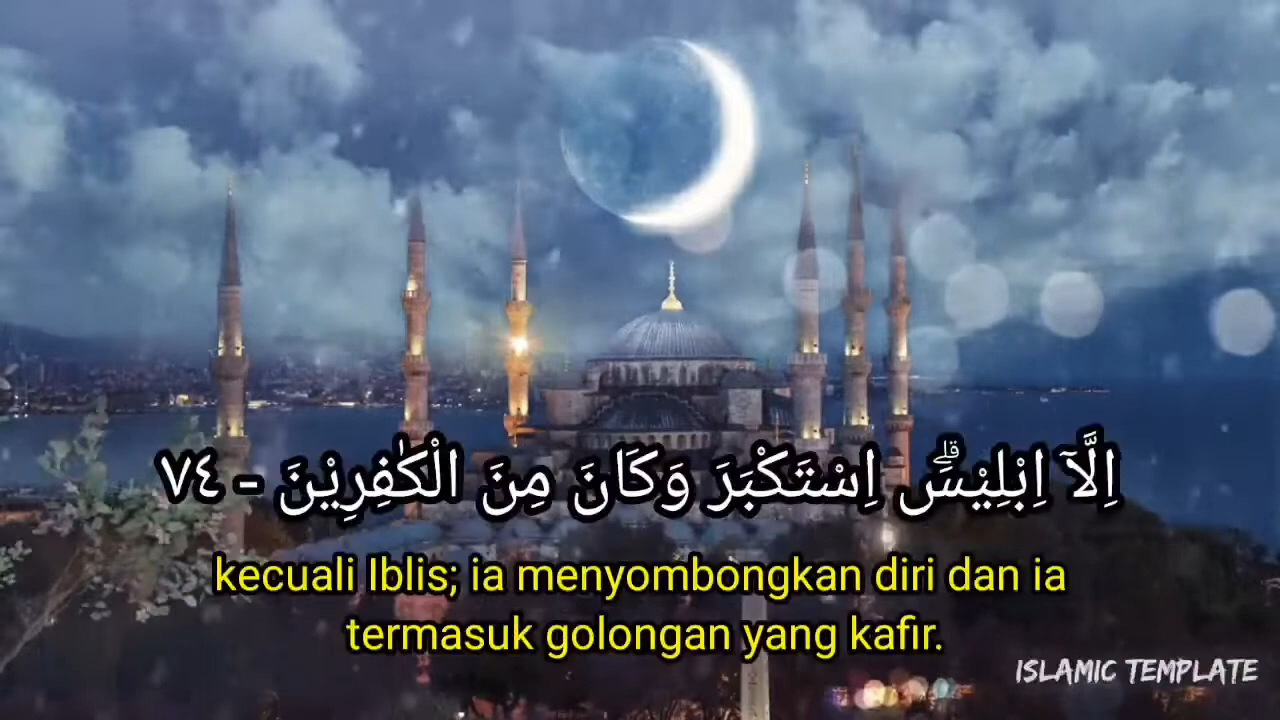 اِلَّآ اِبْلِيْسَۗ اِسْتَكْبَرَ وَكَانَ مِنَ الْكٰفِرِيْنَ - ٧٤
kecuali Iblis; ia menyombongkan diri dan ia
termasuk golongan yang kafir.
ISLAMIC TEMPLATE